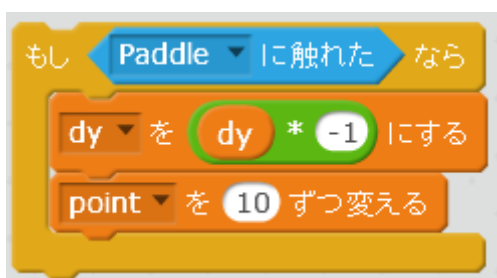 もし Paddle に触れた なら
dy を dy * -1 にする
point を 10 ずつ変える